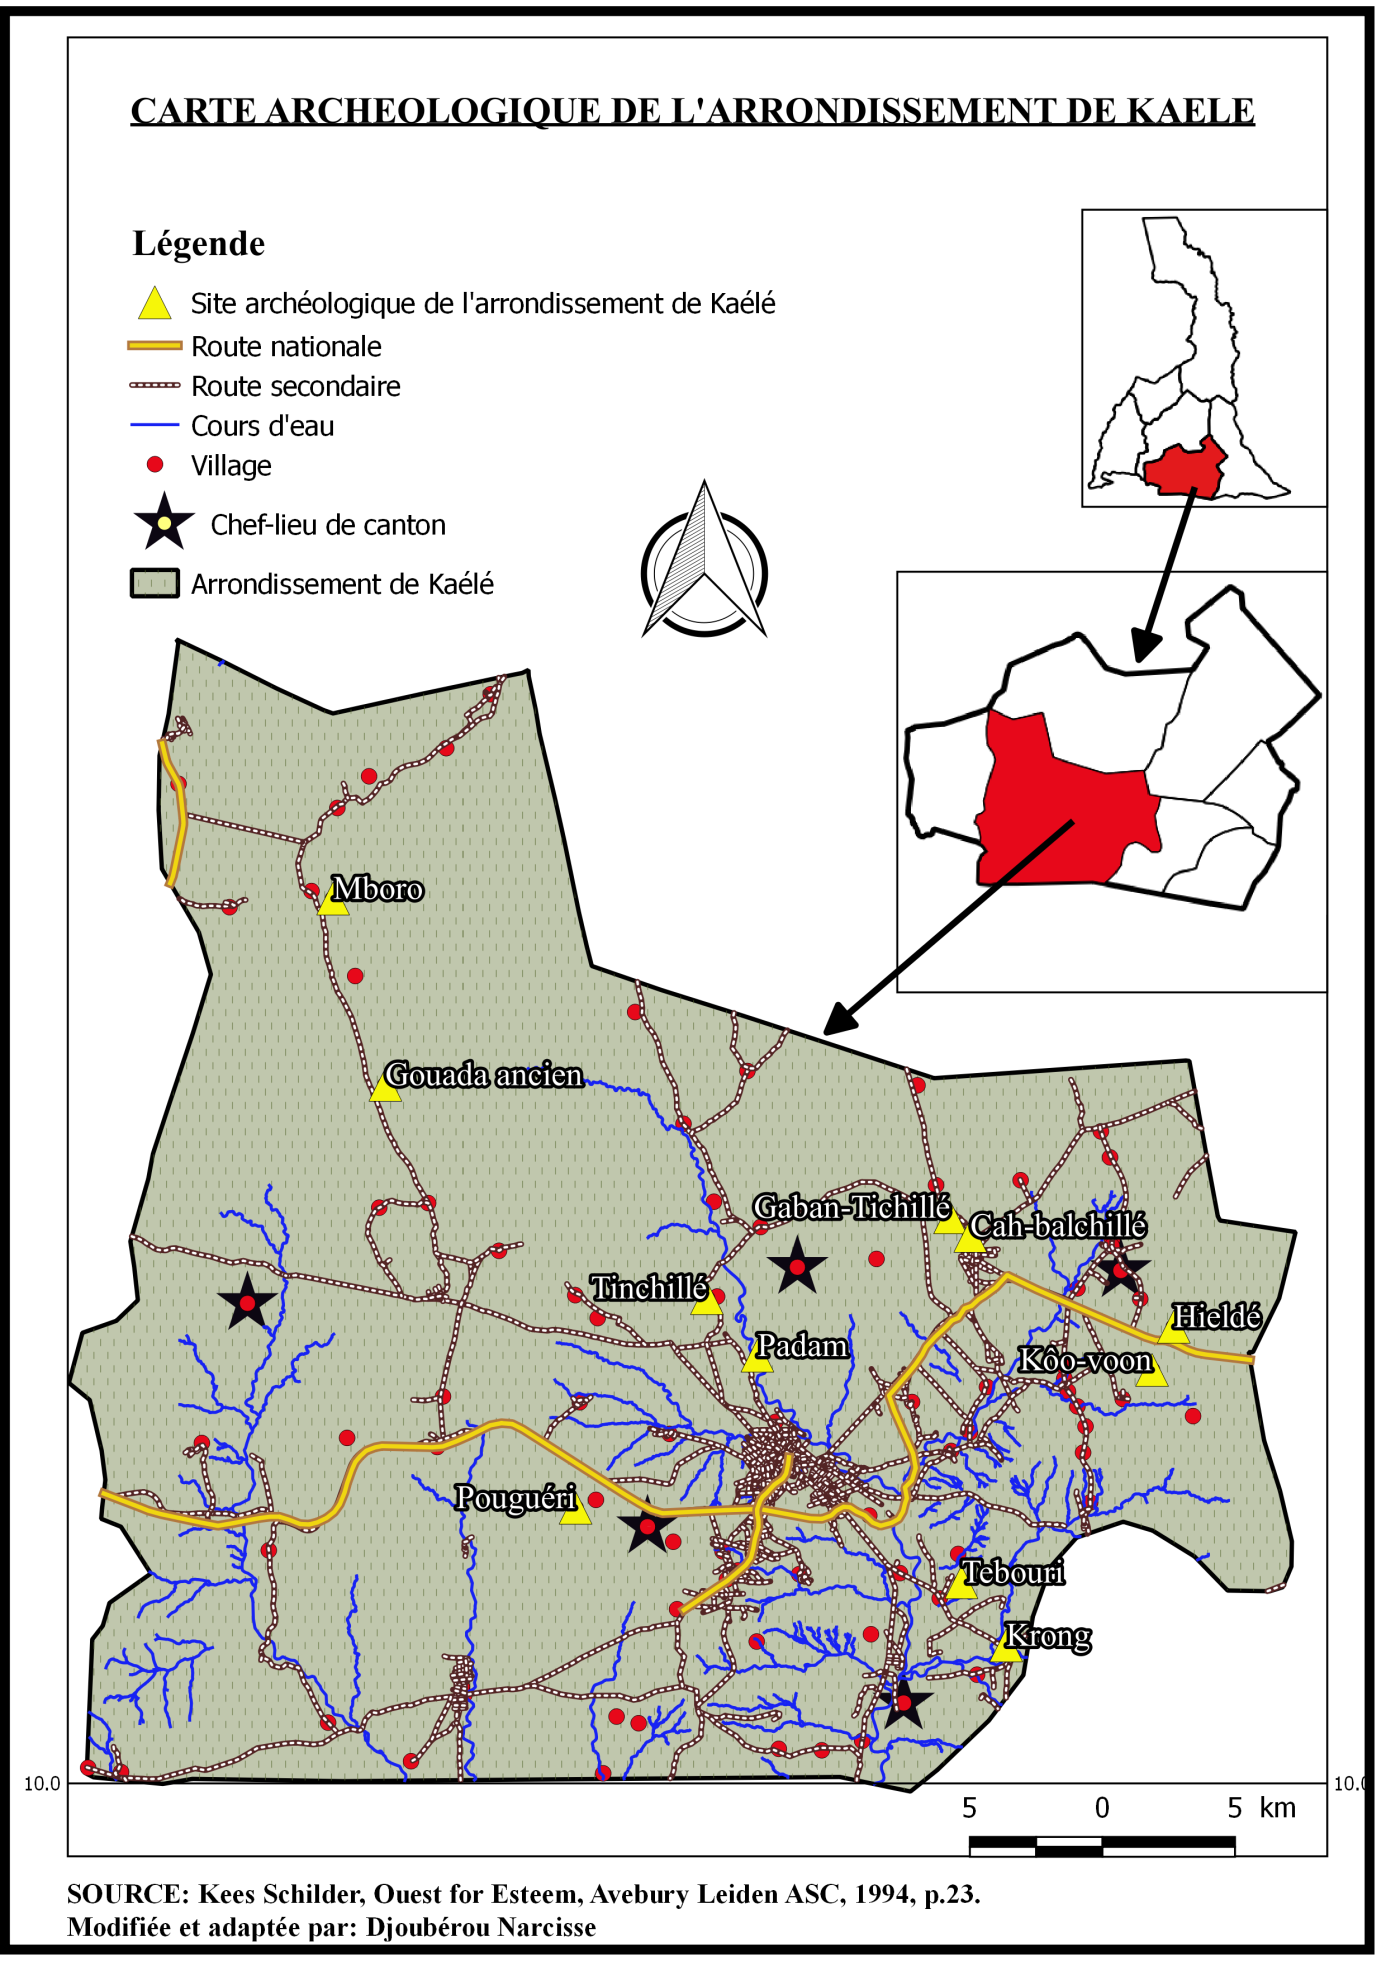 CARTE ARCHEOLOGIQUE DE L'ARRONDISSEMENT DE KAELE
Légende
Site archéologique de l'arrondissement de Kaélé
Route nationale
Route secondaire
Cours d'eau
Village
Chef-lieu de canton
Arrondissement de Kaélé
Mboro
Gouada ancien
Gaban-Tichillé
Cah-balchillé
Tinchillé
Hieldé
Padam
Kôo-voon
Pouguéri
Tebouri
Krong
10.0
10.0
5 0 5 km
SOURCE: Kees Schilder, Ouest for Esteem, Avebury Leiden ASC, 1994, p.23.
Modifiée et adaptée par: Djoubérou Narcisse